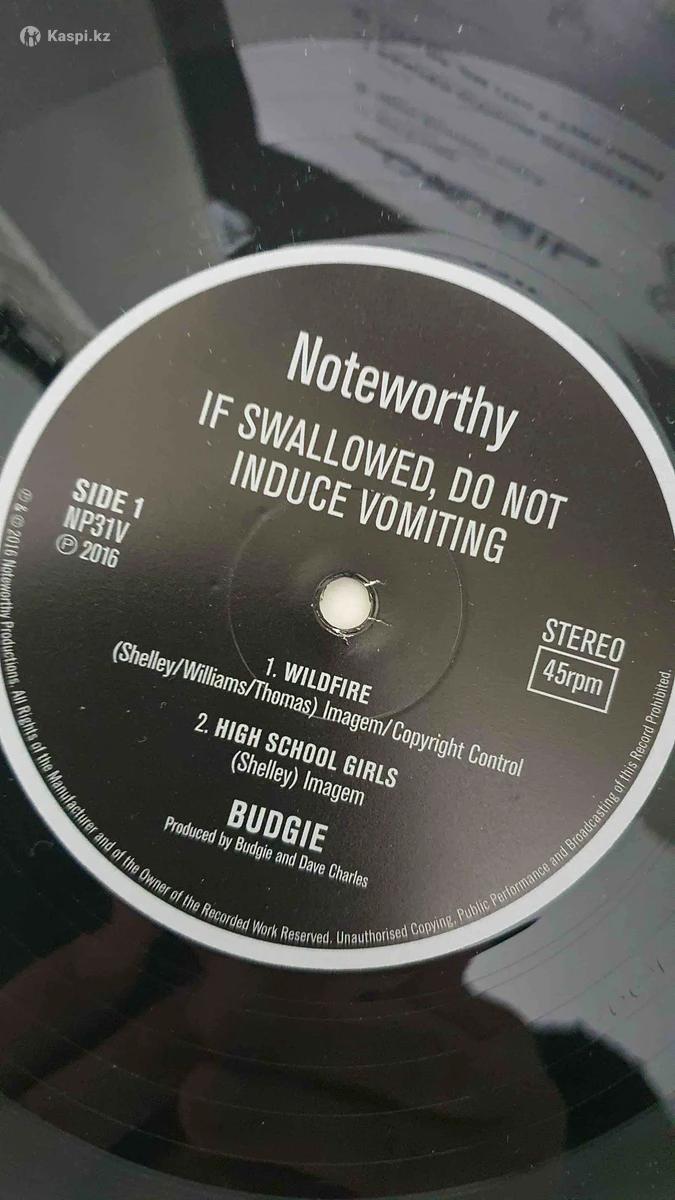 Kaspi.kz
Noteworthy
IF SWALLOWED, DO NOT
INDUCE VOMITING
SIDE 1
NP31V
Ⓟ 2016
STEREO
45rpm
1. WILDFIRE
(Shelley/Williams/Thomas) Imagem/Copyright Control
2. HIGH SCHOOL GIRLS
(Shelley) Imagem
BUDGIE
Produced by Budgie and Dave Charles
Ⓟ & © 2016 Noteworthy Productions. All Rights of the Manufacturer and of the Owner of the Recorded Work Reserved. Unauthorised Copying, Public Performance and Broadcasting of this Record Prohibited.